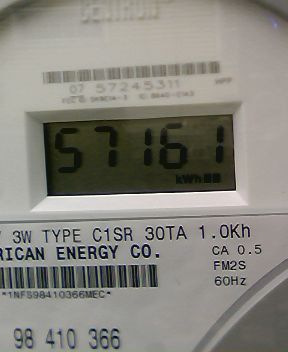 CENTRON
07 57245311
57161
kWh
3W TYPE C1SR 30TA 1.0Kh
RICAN ENERGY CO.
CA 0.5
FM2S
60Hz
*1NFS98410366MEC*
98 410 366